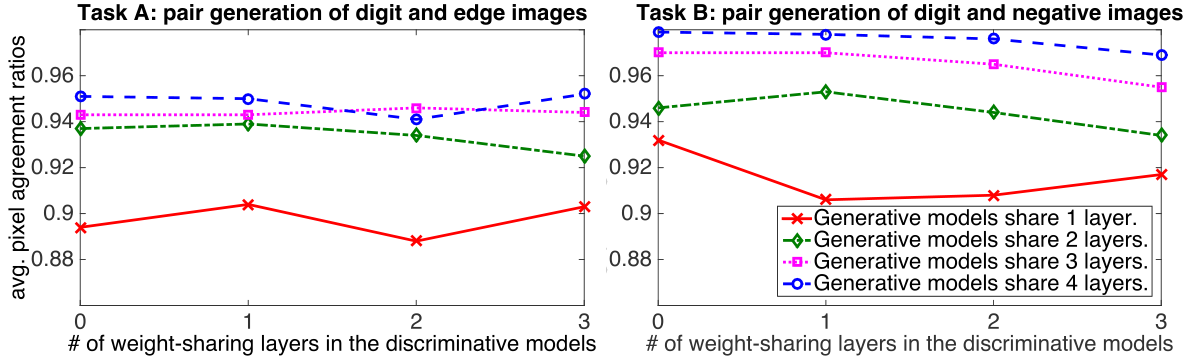 Task A: pair generation of digit and edge images
avg. pixel agreement ratios
0.96
0.94
0.92
0.9
0.88
0 1 2 3
# of weight-sharing layers in the discriminative models
Task B: pair generation of digit and negative images
0.96
0.94
0.92
0.9
0.88
Generative models share 1 layer.
Generative models share 2 layers.
Generative models share 3 layers.
Generative models share 4 layers.
0 1 2 3
# of weight-sharing layers in the discriminative models